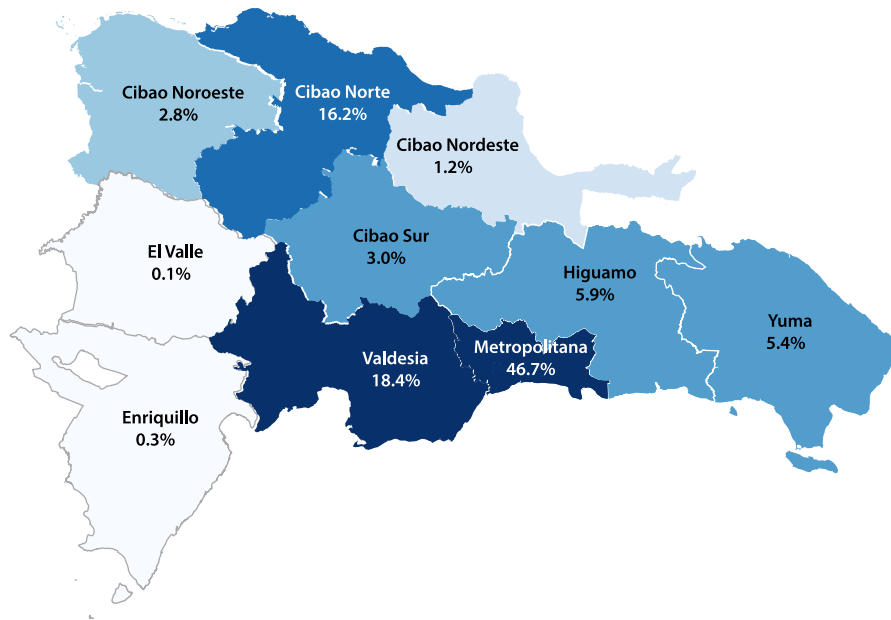 Cibao Noroeste
2.8%
Cibao Norte
16.2%
Cibao Nordeste
1.2%
El Valle
0.1%
Cibao Sur
3.0%
Higuamo
5.9%
Yuma
5.4%
Valdesia
18.4%
Metropolitana
46.7%
Enriquillo
0.3%